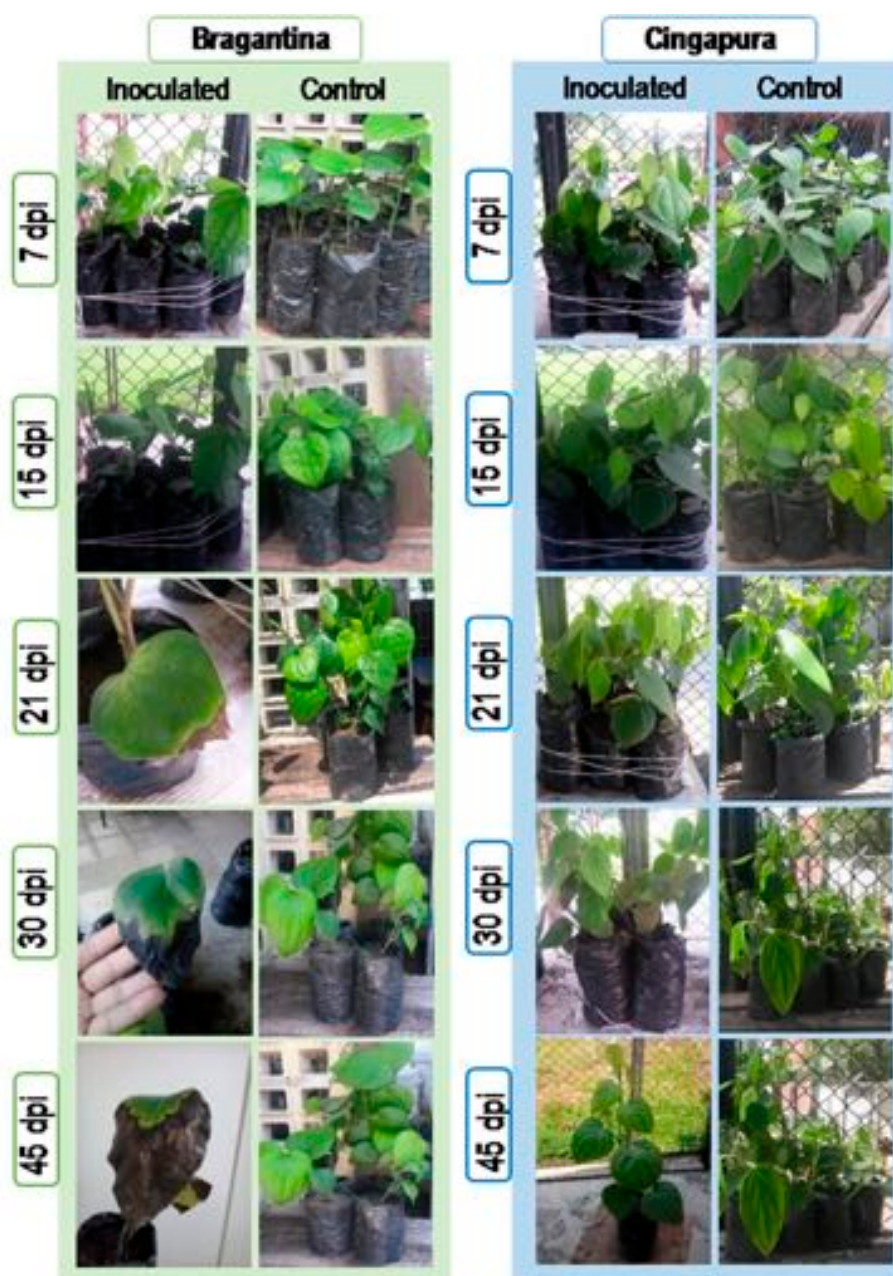 Bragantina
Cingapura
Inoculated Control
Inoculated Control
7 dpi
7 dpi
15 dpi
15 dpi
21 dpi
21 dpi
30 dpi
30 dpi
45 dpi
45 dpi